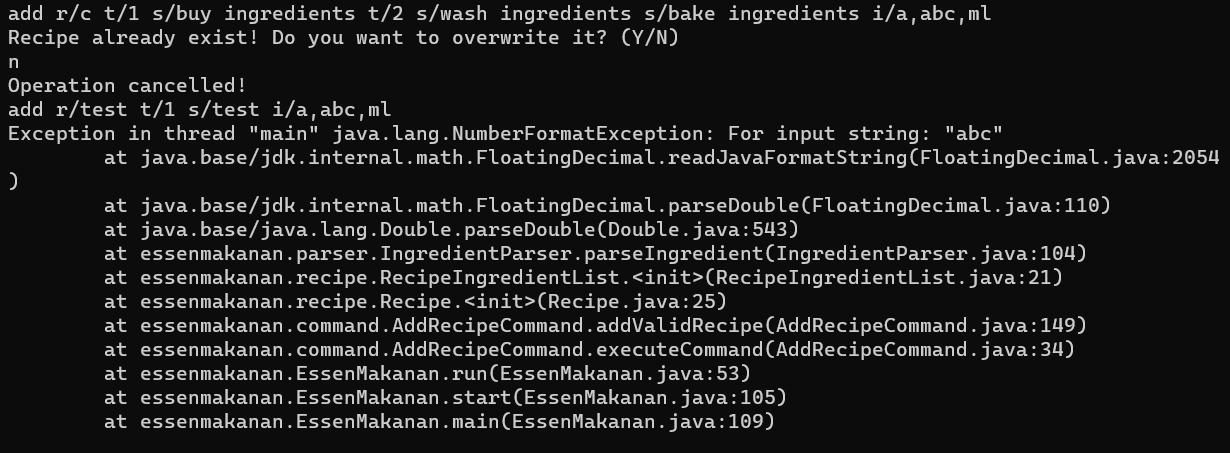 add r/c t/1 s/buy ingredients t/2 s/wash ingredients s/bake ingredients i/a,abc,ml
Recipe already exist! Do you want to overwrite it? (Y/N)
n
Operation cancelled!
add r/test t/1 s/test i/a,abc,ml
Exception in thread "main" java.lang.NumberFormatException: For input string: "abc"
        at java.base/jdk.internal.math.FloatingDecimal.readJavaFormatString(FloatingDecimal.java:2054
)
        at java.base/jdk.internal.math.FloatingDecimal.parseDouble(FloatingDecimal.java:110)
        at java.base/java.lang.Double.parseDouble(Double.java:543)
        at essenmakanan.parser.IngredientParser.parseIngredient(IngredientParser.java:104)
        at essenmakanan.recipe.RecipeIngredientList.<init>(RecipeIngredientList.java:21)
        at essenmakanan.recipe.Recipe.<init>(Recipe.java:25)
        at essenmakanan.command.AddRecipeCommand.addValidRecipe(AddRecipeCommand.java:149)
        at essenmakanan.command.AddRecipeCommand.executeCommand(AddRecipeCommand.java:34)
        at essenmakanan.EssenMakanan.run(EssenMakanan.java:53)
        at essenmakanan.EssenMakanan.start(EssenMakanan.java:105)
        at essenmakanan.EssenMakanan.main(EssenMakanan.java:109)